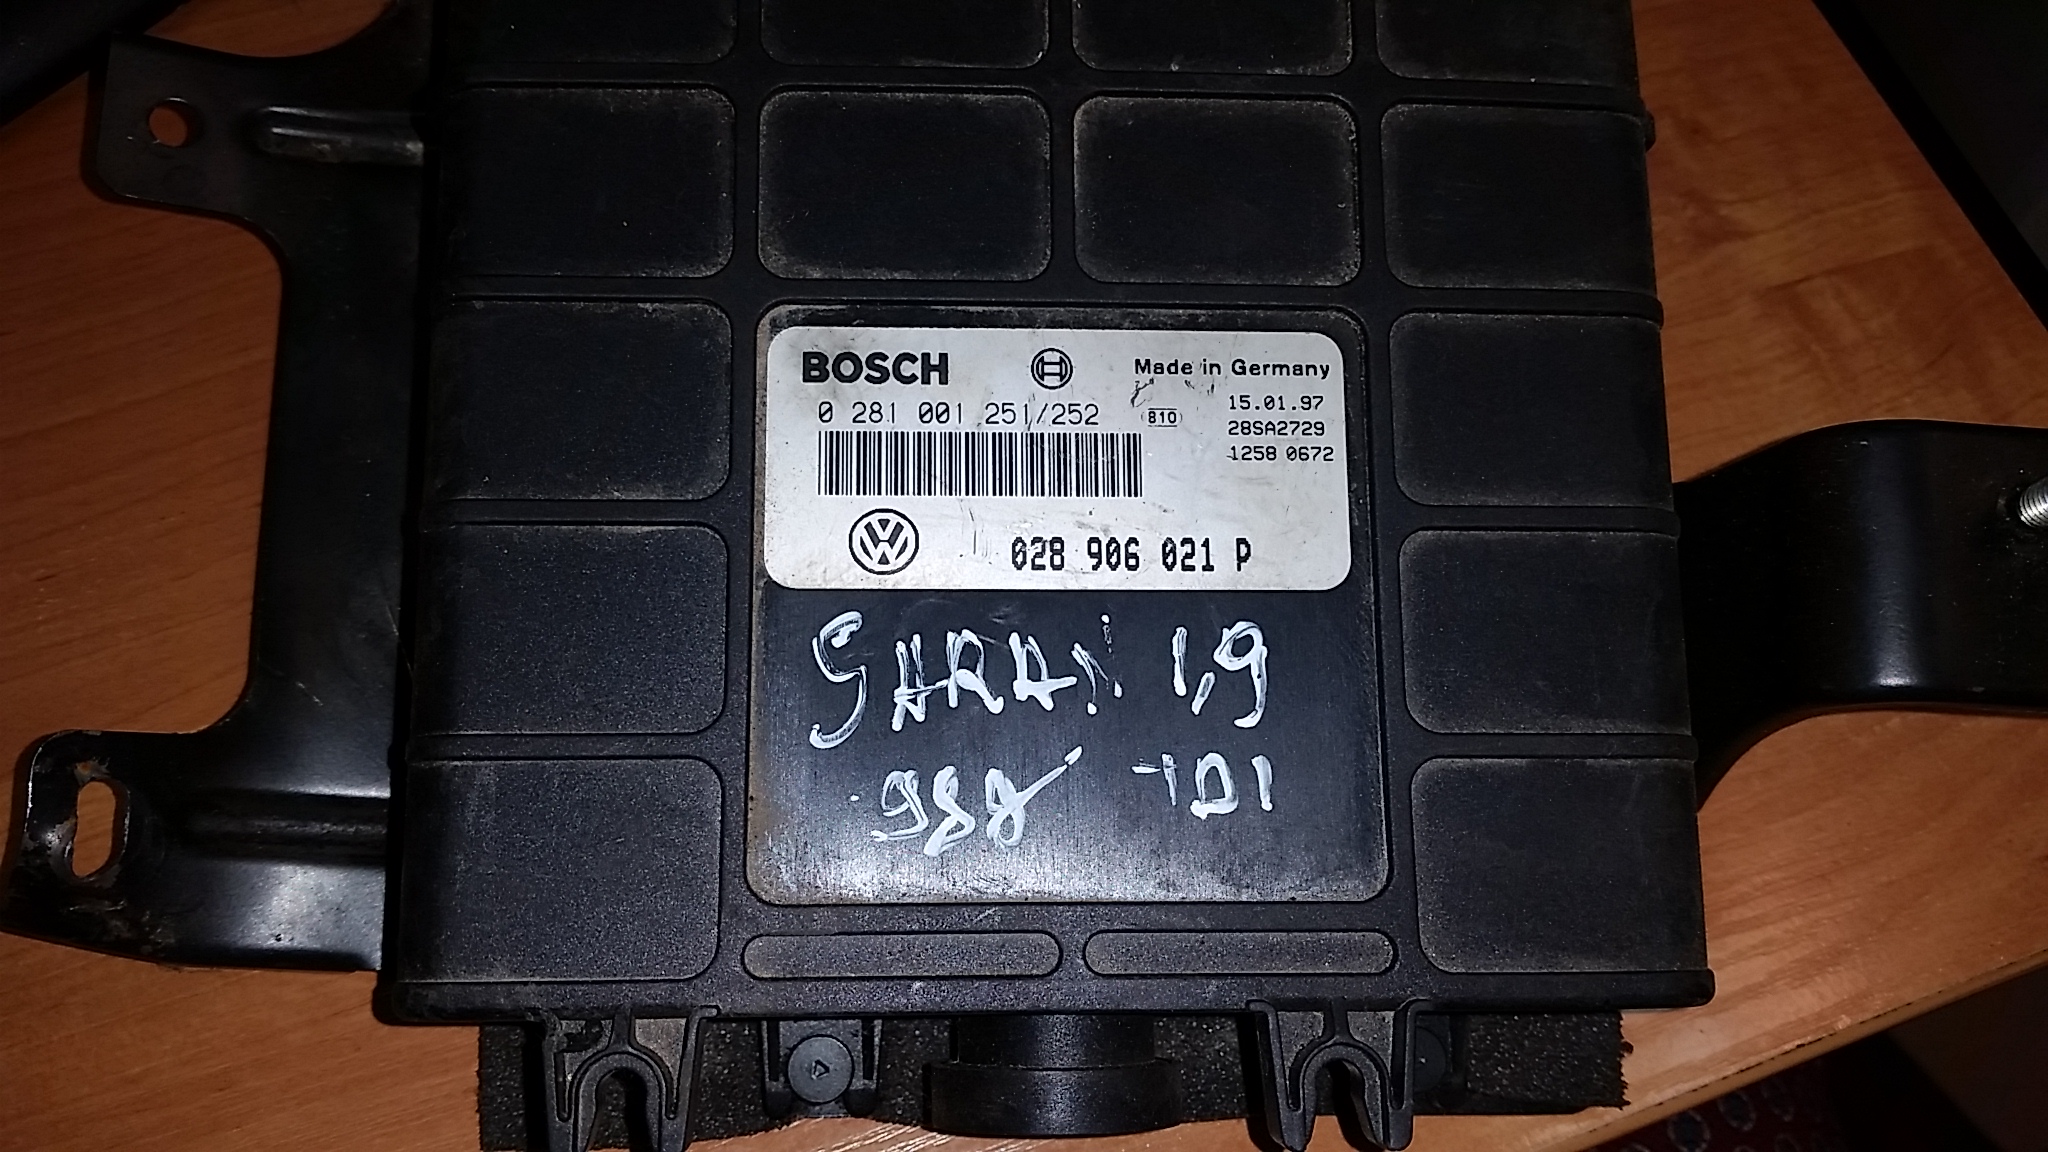 BOSCH Made in Germany
0 281 001 251/252 810 15.01.97
28SA2729
1258 0672
028 906 021 P
SHARAN 1,9
TDI